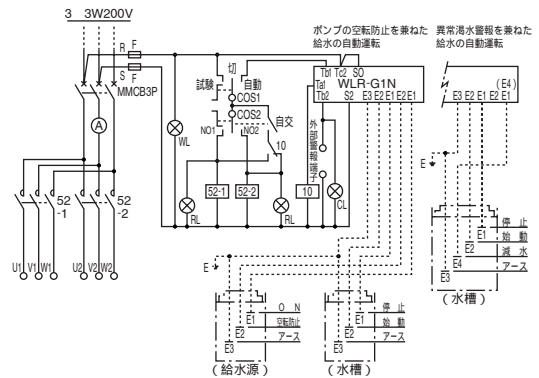 3 3W200V
ポンプの空転防止を兼ねた
給水の自動運転
異常渇水警報を兼ねた
給水の自動運転
R F
S F
MMCB3P
A
52
-1
52
-2
U1 V1 W1 U2 V2 W2
WL
切
試験 自動
COS1
COS2
NO1 NO2
自交
10
52-1 52-2
RL RL
Tb1 Tc2 S0
Ta1 WLR-G1N
Tb2 S2 E3 E2 E1 E2 E1
外部警報端子
10
CL
(E4)
E3 E2 E1 E1
E
E1 停止
E2 始動
E4 減水
E3 アース
(水槽)
E
E1 ON
E2 空転防止
E3 アース
(給水源)
E1 停止
E2 始動
E3 アース
(水槽)